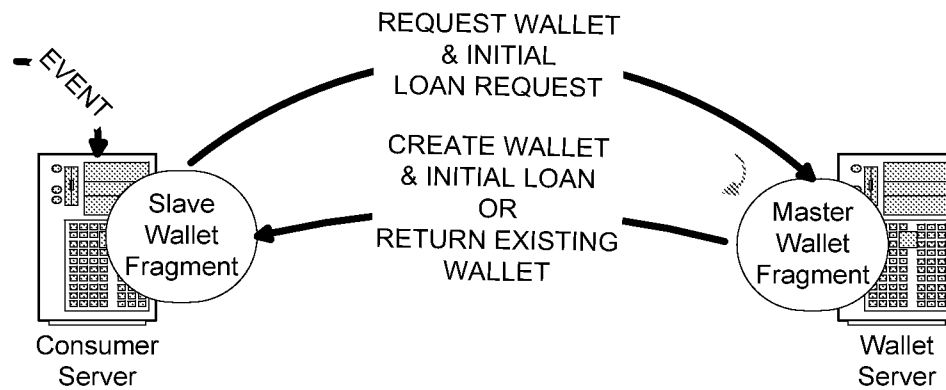 EVENT
REQUEST WALLET
& INITIAL
LOAN REQUEST
CREATE WALLET
& INITIAL LOAN
OR
RETURN EXISTING
WALLET
Slave
Wallet
Fragment
Master
Wallet
Fragment
Consumer
Server
Wallet
Server